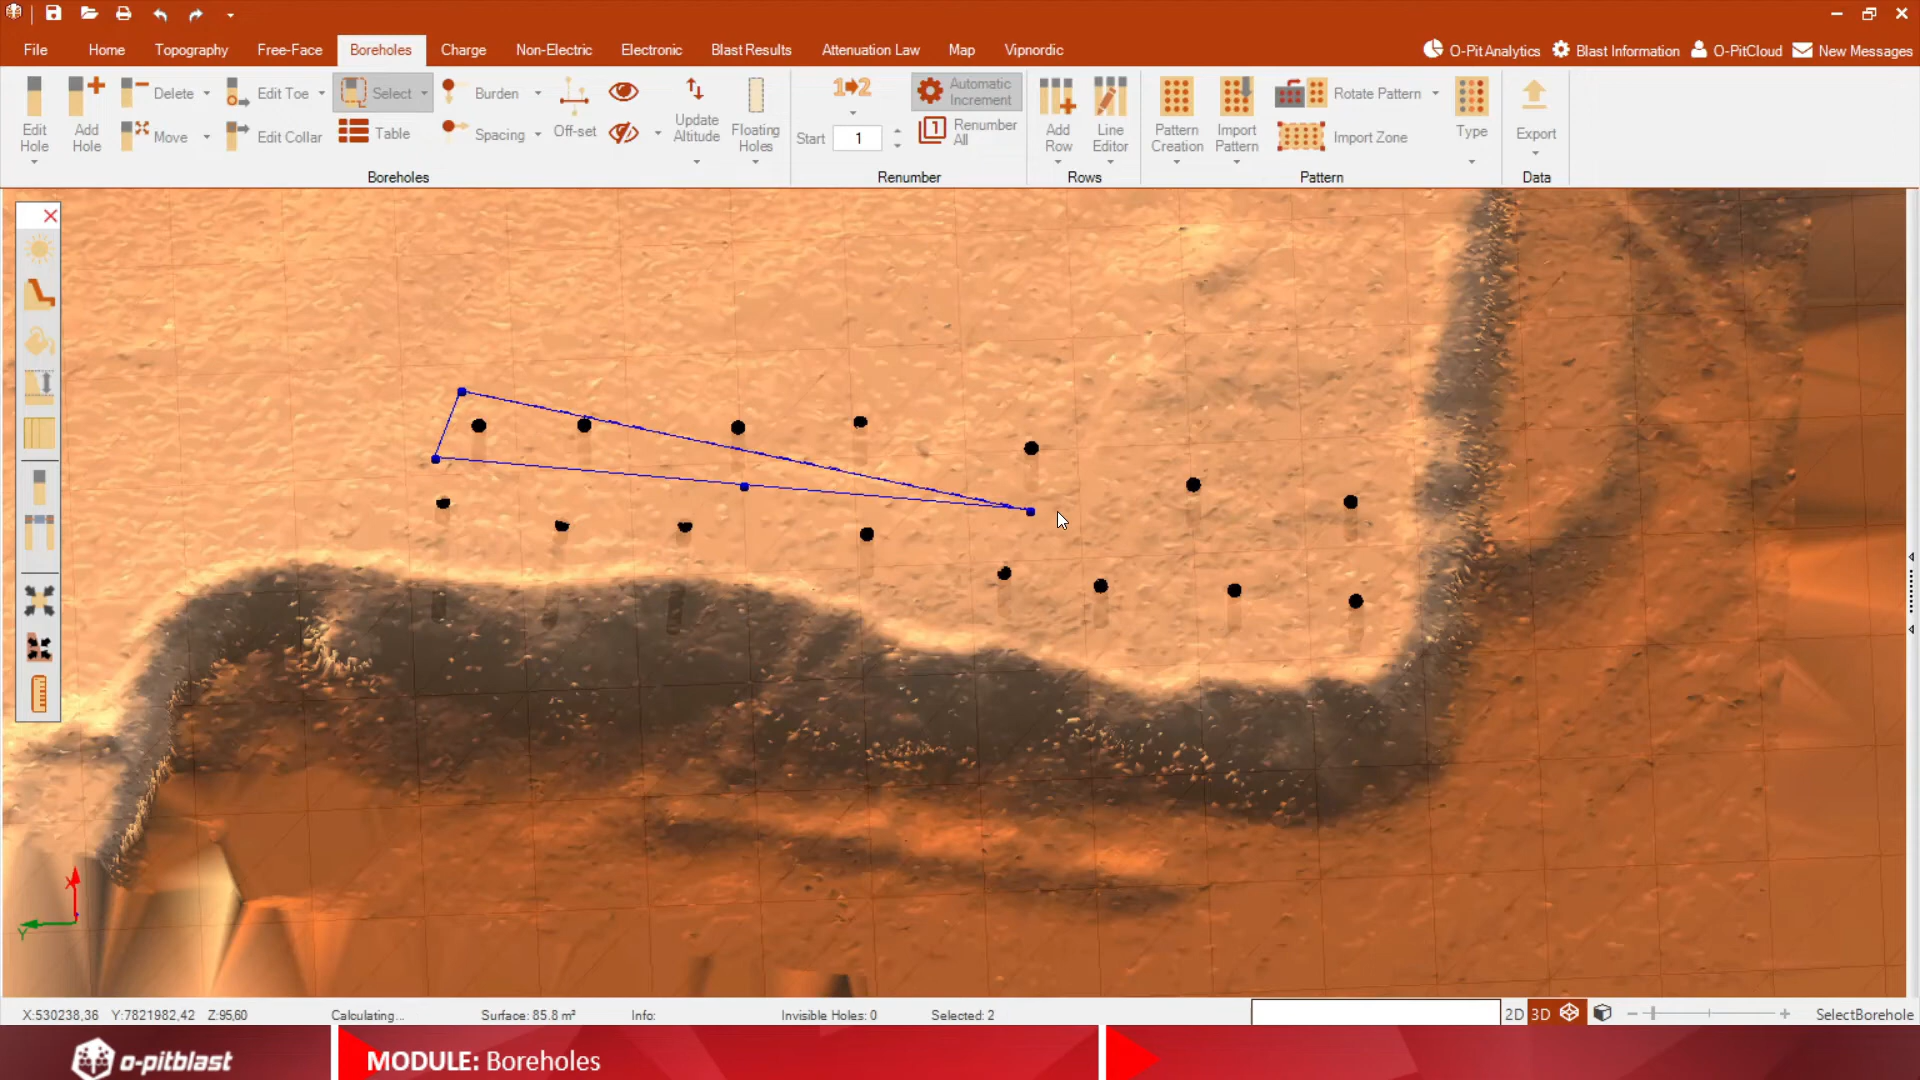 File Home Topography Free-Face Boreholes Charge Non-Electric Electronic Blast Results Attenuation Law Map Vipnordic O-Pit Analytics Blast Information O-PitCloud New Messages
Edit Hole
Add Hole
Delete
Move
Edit Toe
Edit Collar
Select
Table
Burden
Spacing
Off-set
Update Altitude
Floating Holes
Boreholes
1 2
Start 1
Automatic Increment
1 Renumber All
Renumber
Add Row
Line Editor
Rows
Pattern Creation
Import Pattern
Rotate Pattern
Import Zone
Type
Pattern
Export
Data
X
Y
X:530238,36 Y:7821982,42 Z:95,60 Calculating... Surface: 85.8 m² Info: Invisible Holes: 0 Selected: 2 2D 3D SelectBorehole
o-pitblast
MODULE: Boreholes